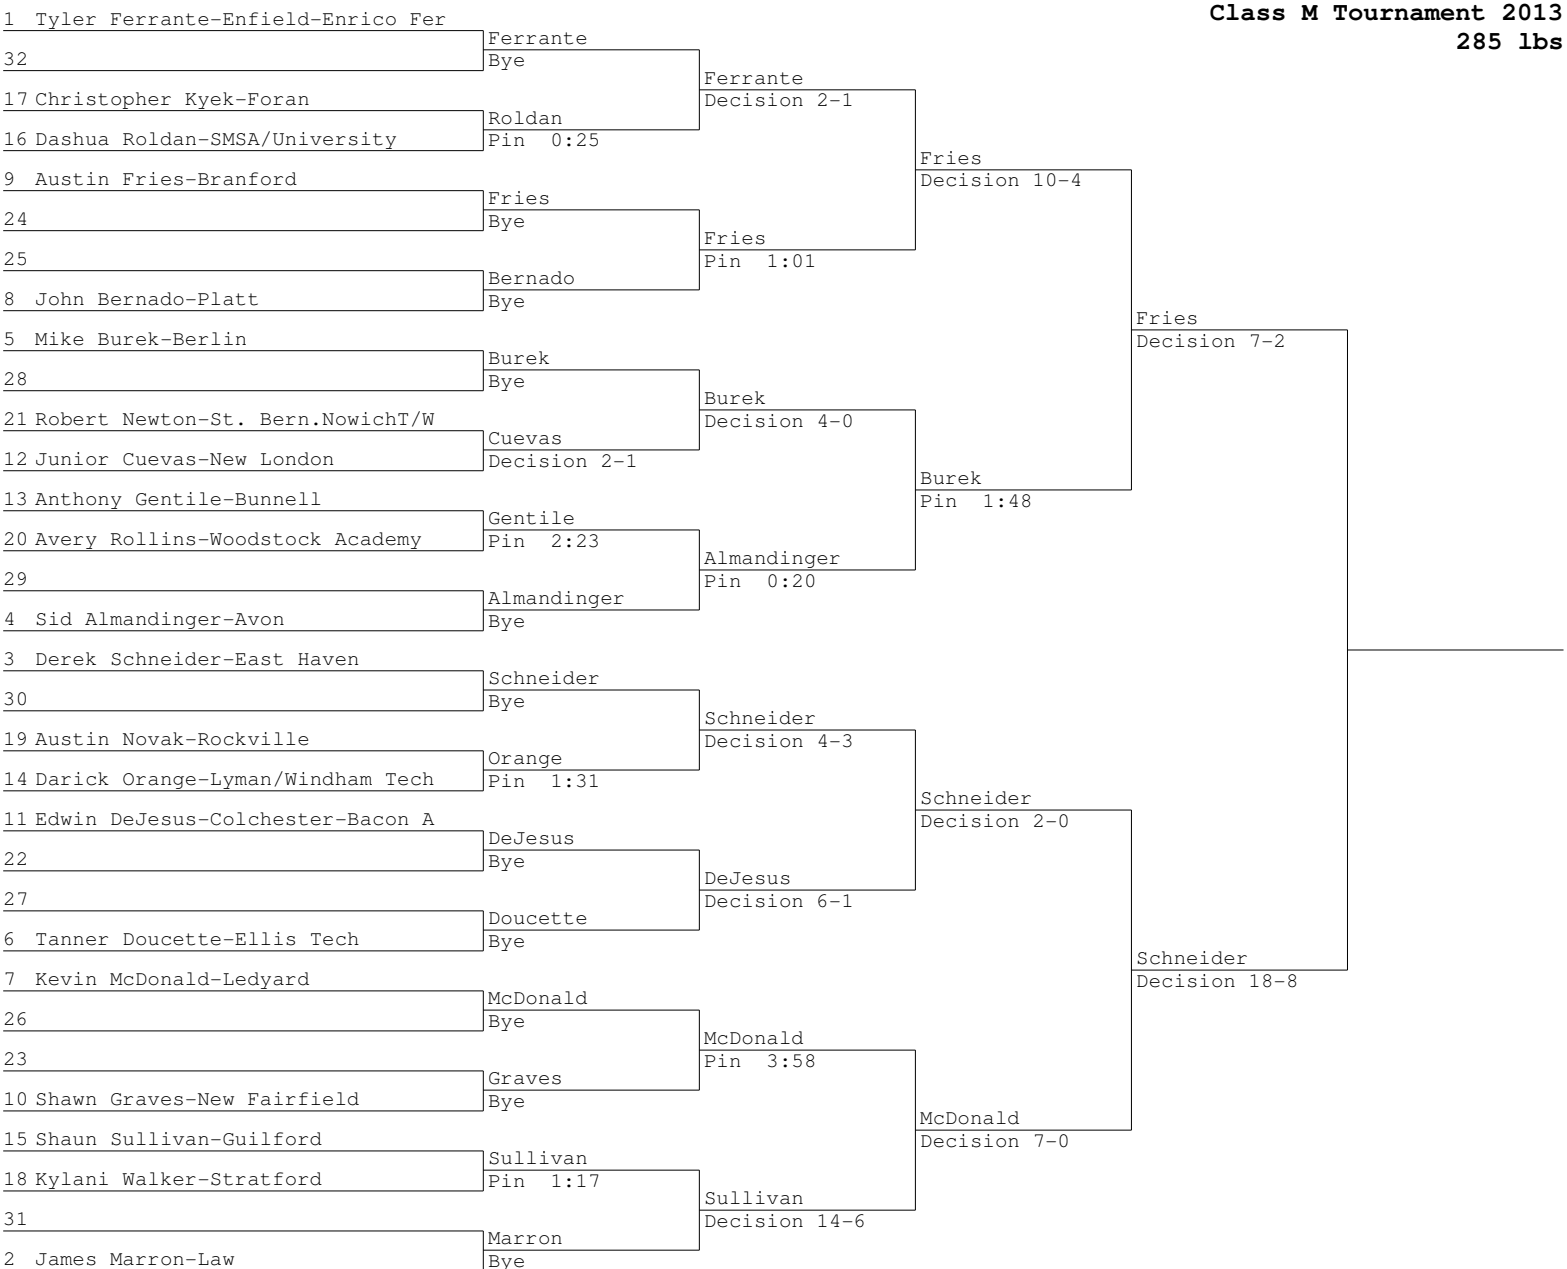 Class M Tournament 2013
285 lbs
1 Tyler Ferrante-Enfield-Enrico Fer
32
17 Christopher Kyek-Foran
16 Dashua Roldan-SMSA/University
9 Austin Fries-Branford
24
25
8 John Bernado-Platt
5 Mike Burek-Berlin
28
21 Robert Newton-St. Bern.NowichT/W
12 Junior Cuevas-New London
13 Anthony Gentile-Bunnell
20 Avery Rollins-Woodstock Academy
29
4 Sid Almandinger-Avon
3 Derek Schneider-East Haven
30
19 Austin Novak-Rockville
14 Darick Orange-Lyman/Windham Tech
11 Edwin DeJesus-Colchester-Bacon A
22
27
6 Tanner Doucette-Ellis Tech
7 Kevin McDonald-Ledyard
26
23
10 Shawn Graves-New Fairfield
15 Shaun Sullivan-Guilford
18 Kylani Walker-Stratford
31
2 James Marron-Law
Ferrante
Bye
Roldan
Pin 0:25
Fries
Bye
Bernado
Bye
Burek
Bye
Cuevas
Decision 2-1
Gentile
Pin 2:23
Almandinger
Bye
Schneider
Bye
Orange
Pin 1:31
DeJesus
Bye
Doucette
Bye
McDonald
Bye
Graves
Bye
Sullivan
Pin 1:17
Marron
Bye
Ferrante
Decision 2-1
Fries
Pin 1:01
Burek
Decision 4-0
Almandinger
Pin 0:20
Schneider
Decision 4-3
DeJesus
Decision 6-1
McDonald
Pin 3:58
Sullivan
Decision 14-6
Fries
Decision 10-4
Burek
Pin 1:48
Schneider
Decision 2-0
McDonald
Decision 7-0
Fries
Decision 7-2
Schneider
Decision 18-8